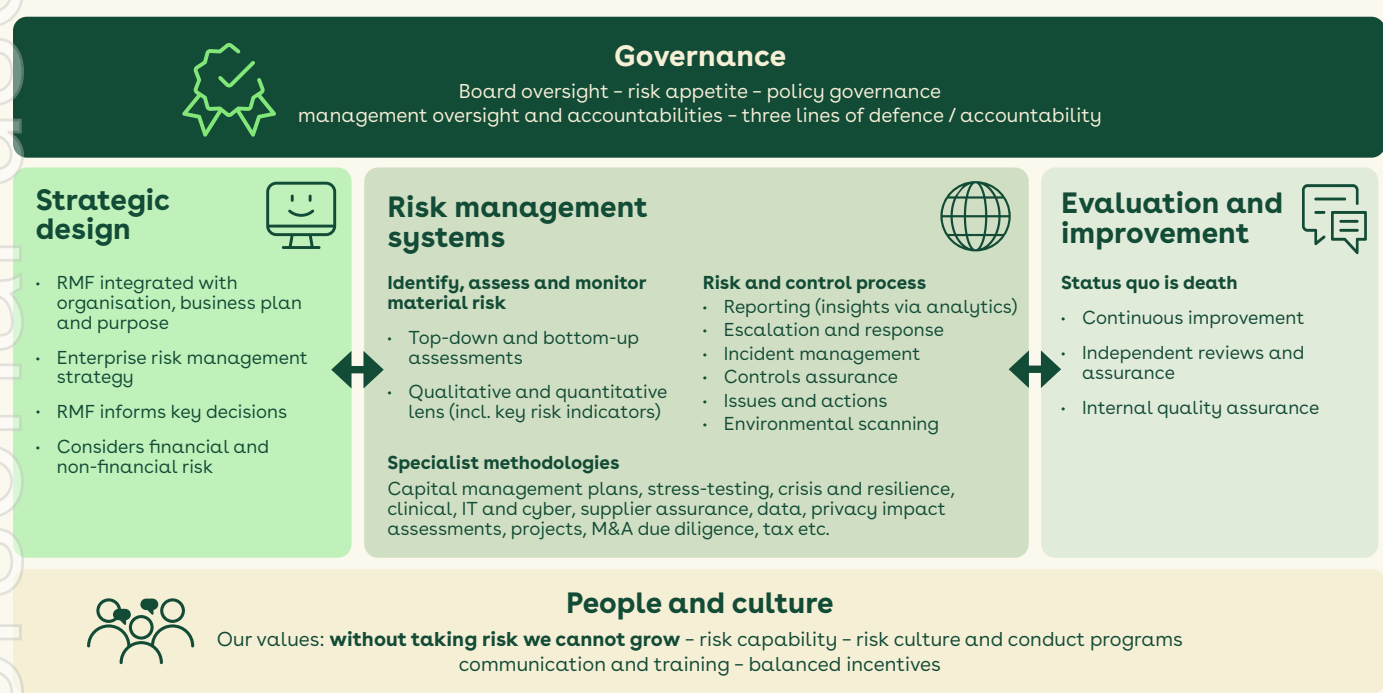 Governance
Board oversight – risk appetite – policy governance
management oversight and accountabilities – three lines of defence / accountability
Strategic
design
• RMF integrated with
organisation, business plan
and purpose
• Enterprise risk management
strategy
• RMF informs key decisions
• Considers financial and
non-financial risk
Risk management
systems
Identify, assess and monitor
material risk
• Top-down and bottom-up
assessments
• Qualitative and quantitative
lens (incl. key risk indicators)
Risk and control process
• Reporting (insights via analytics)
• Escalation and response
• Incident management
• Controls assurance
• Issues and actions
• Environmental scanning
Specialist methodologies
Capital management plans, stress-testing, crisis and resilience,
clinical, IT and cyber, supplier assurance, data, privacy impact
assessments, projects, M&A due diligence, tax etc.
Evaluation and
improvement
Status quo is death
• Continuous improvement
• Independent reviews and
assurance
• Internal quality assurance
People and culture
Our values: without taking risk we cannot grow – risk capability – risk culture and conduct programs
communication and training – balanced incentives